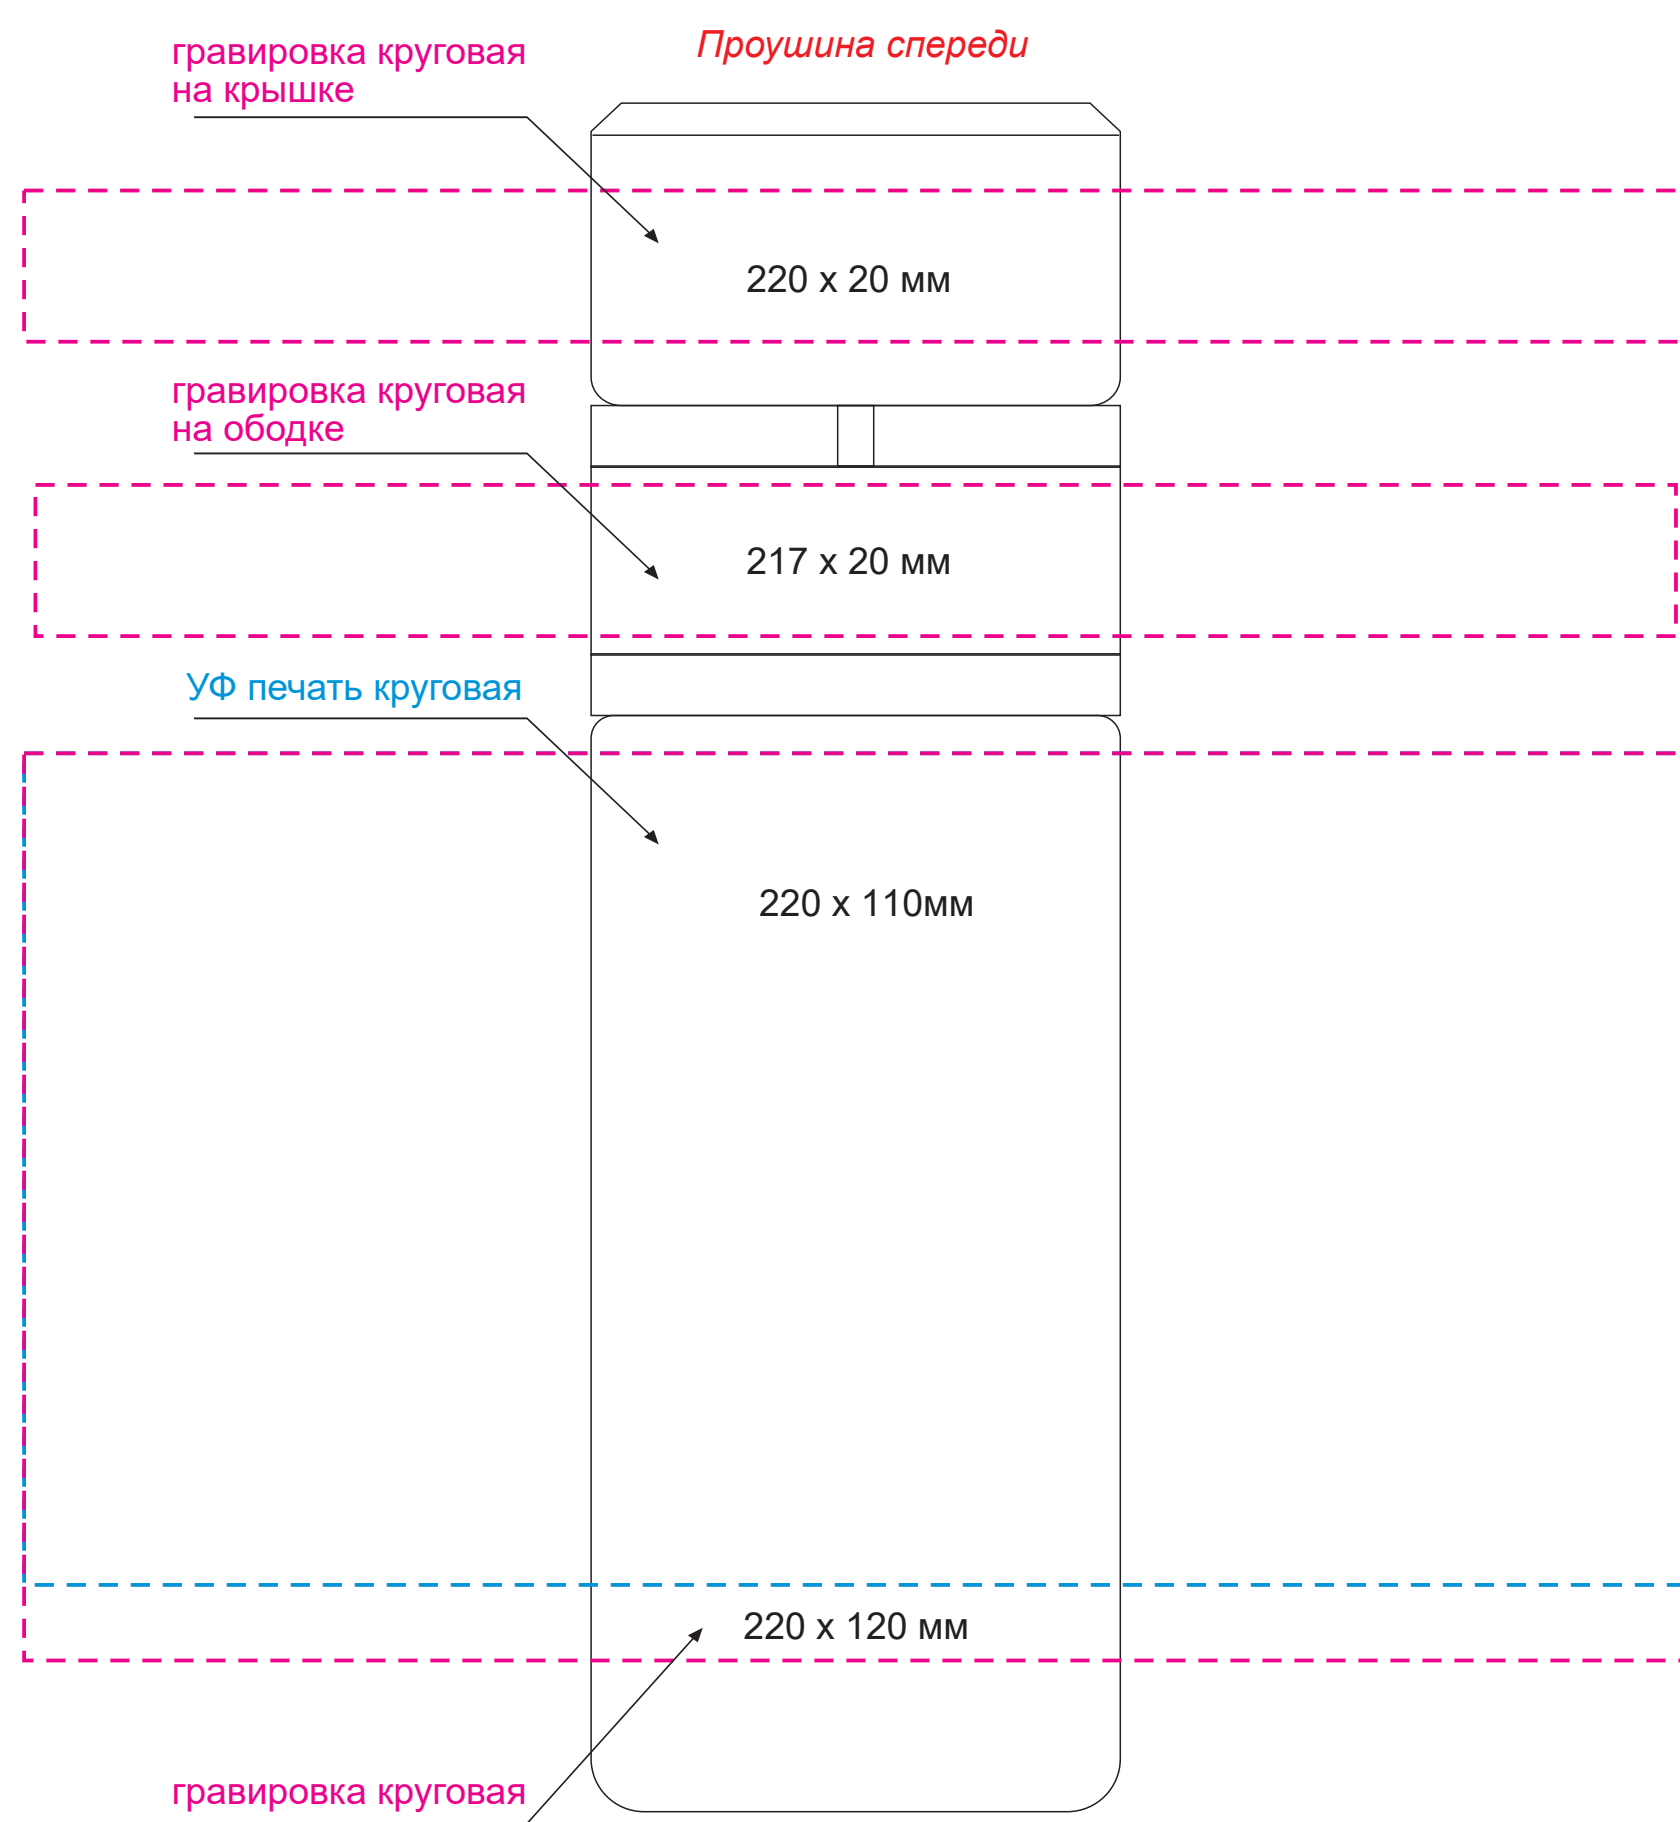 Проушина спереди
гравировка круговая
на крышке
220 х 20 мм
гравировка круговая
на ободке
217 х 20 мм
УФ печать круговая
220 х 110мм
220 х 120 мм
гравировка круговая